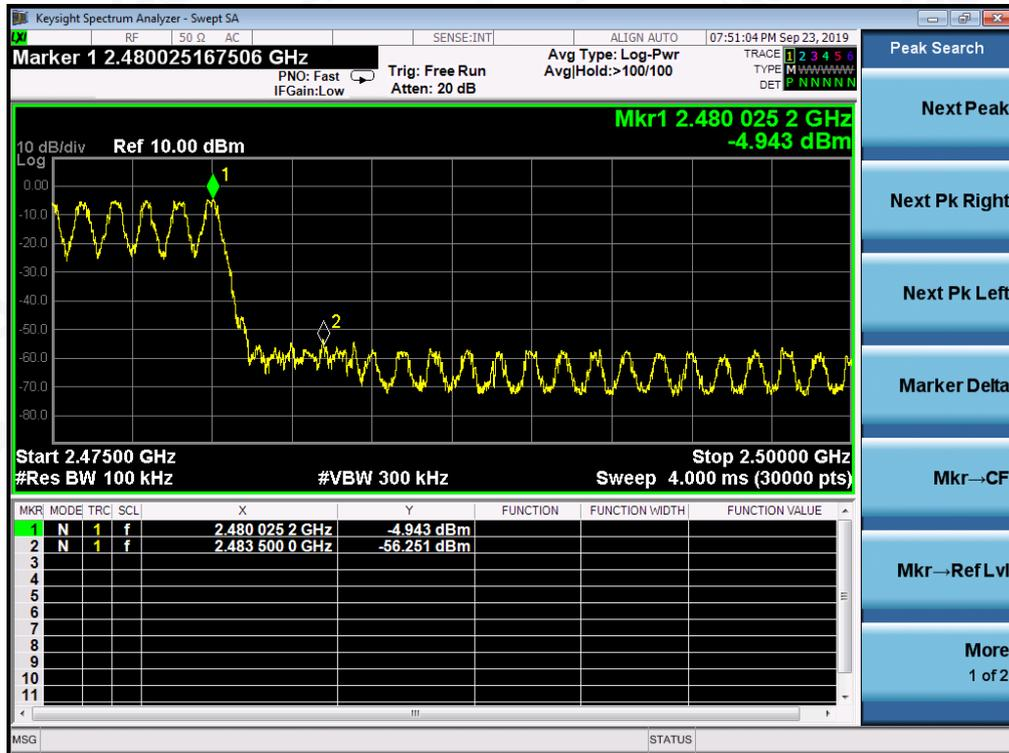 Keysight Spectrum Analyzer - Swept SA
LXI RF 50 Ω AC SENSE:INT ALIGN AUTO 07:51:04 PM Sep 23, 2019
Marker 1 2.480025167506 GHz
PNO: Fast
IFGain:Low
Trig: Free Run
Atten: 20 dB
Avg Type: Log-Pwr
Avg|Hold:>100/100
TRACE 1 2 3 4 5 6
TYPE M WWWWW
DET P N N N N N
Mkr1 2.480 025 2 GHz
-4.943 dBm
10 dB/div Ref 10.00 dBm
Log
1
0.00
-10.0
-20.0
-30.0
-40.0
-50.0
-60.0
-70.0
-80.0
2
Start 2.47500 GHz Stop 2.50000 GHz
#Res BW 100 kHz #VBW 300 kHz Sweep 4.000 ms (30000 pts)
MKR MODE TRC SCL X Y FUNCTION FUNCTION WIDTH FUNCTION VALUE
1 N 1 f 2.480 025 2 GHz -4.943 dBm
2 N 1 f 2.483 500 0 GHz -56.251 dBm
3
4
5
6
7
8
9
10
11
MSG STATUS
Peak Search
Next Peak
Next Pk Right
Next Pk Left
Marker Delta
Mkr→CF
Mkr→Ref Lvl
More
1 of 2